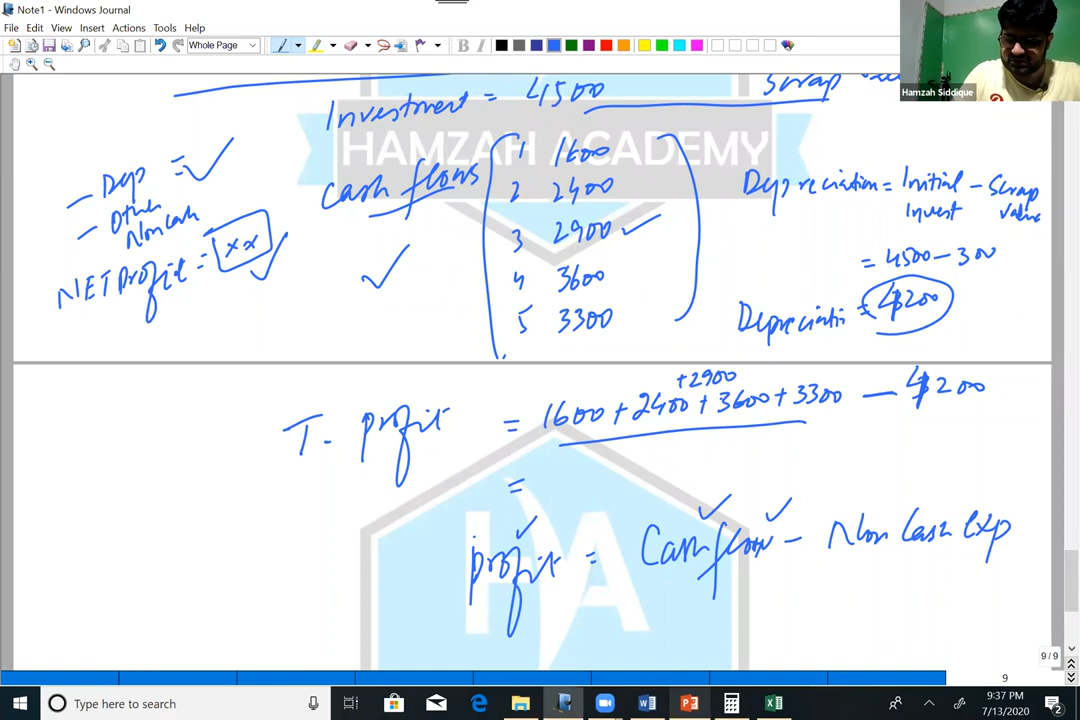 Note1 - Windows Journal
File Edit View Insert Actions Tools Help
Whole Page
B I
Hamzah Siddique
Investment = 4500
Scrap
HAMZAH ACADEMY
Cash flows
1 1600
2 2400
3 2900
4 3600
5 3300
- Dep =
- Other
Non Cash
NET Profit = xx
Depreciation = Initial - Scrap
Invest value
= 4500 - 300
Depreciatin = 4200
+2900
T. profit = 1600 + 2400 + 3600 + 3300 — 4200
=
profit = Cash flow - Non Cash Exp
HA
9/9
9
Type here to search
9:37 PM
7/13/2020
2